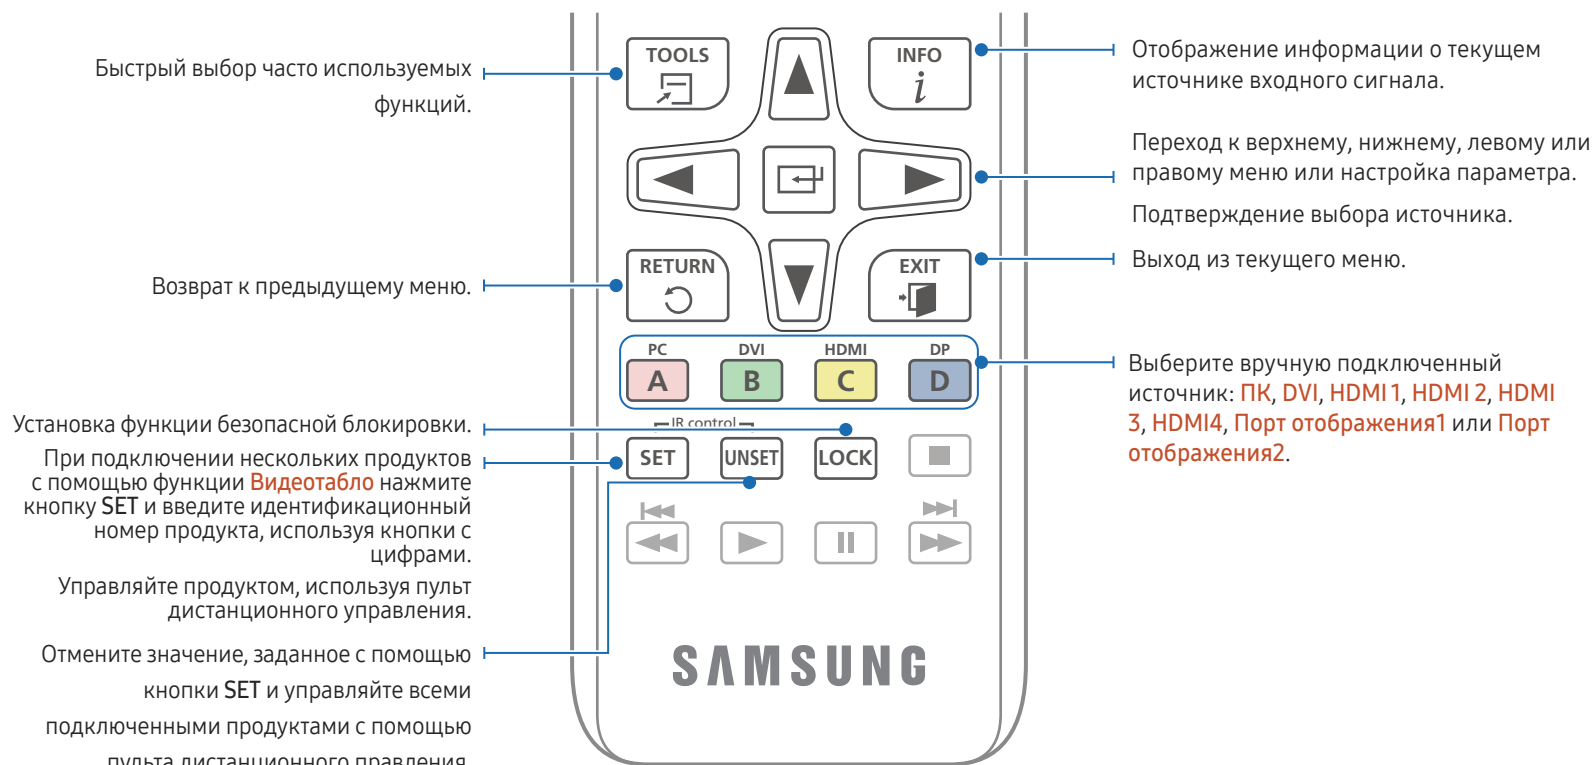 Быстрый выбор часто используемых
функций.
Возврат к предыдущему меню.
Установка функции безопасной блокировки.
При подключении нескольких продуктов
с помощью функции Видеотабло нажмите
кнопку SET и введите идентификационный
номер продукта, используя кнопки с
цифрами.
Управляйте продуктом, используя пульт
дистанционного управления.
Отмените значение, заданное с помощью
кнопки SET и управляйте всеми
подключенными продуктами с помощью
пульта дистанционного правления.
TOOLS
INFO
i
RETURN
EXIT
PC DVI HDMI DP
A B C D
IR control
SET UNSET LOCK
SAMSUNG
Отображение информации о текущем
источнике входного сигнала.
Переход к верхнему, нижнему, левому или
правому меню или настройка параметра.
Подтверждение выбора источника.
Выход из текущего меню.
Выберите вручную подключенный
источник: ПК, DVI, HDMI 1, HDMI 2, HDMI
3, HDMI4, Порт отображения1 или Порт
отображения2.